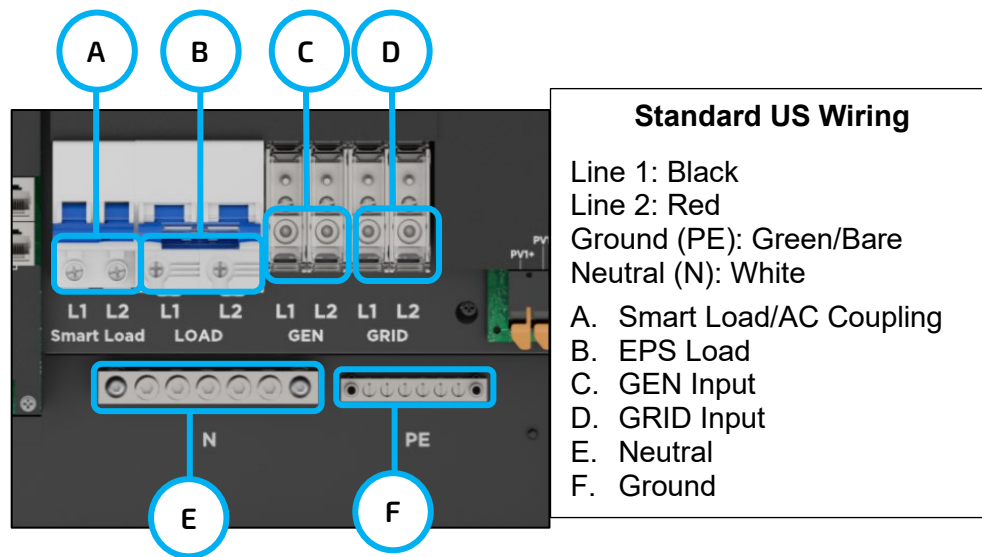 A B C D
PV1+ PV
L1 L2 L1 L2 L1 L2 L1 L2
Smart Load LOAD GEN GRID
N PE
E F
Standard US Wiring
Line 1: Black
Line 2: Red
Ground (PE): Green/Bare
Neutral (N): White
A. Smart Load/AC Coupling
B. EPS Load
C. GEN Input
D. GRID Input
E. Neutral
F. Ground